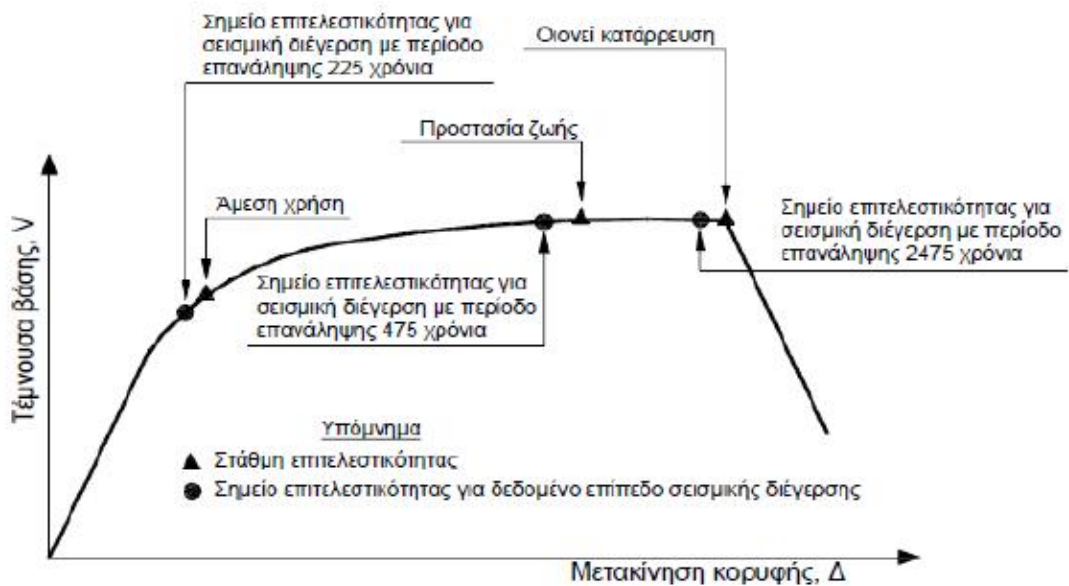 Σημείο επιτελεστικότητας για
σεισμική διέγερση με περίοδο
επανάληψης 225 χρόνια
Οιονεί κατάρρευση
Προστασία ζωής
Άμεση χρήση
Σημείο επιτελεστικότητας για
σεισμική διέγερση με περίοδο
επανάληψης 2475 χρόνια
Σημείο επιτελεστικότητας για
σεισμική διέγερση με περίοδο
επανάληψης 475 χρόνια
Τέμνουσα βάσης, V
Υπόμνημα
Στάθμη επιτελεστικότητας
Σημείο επιτελεστικότητας για δεδομένο επίπεδο σεισμικής διέγερσης
Μετακίνηση κορυφής, Δ